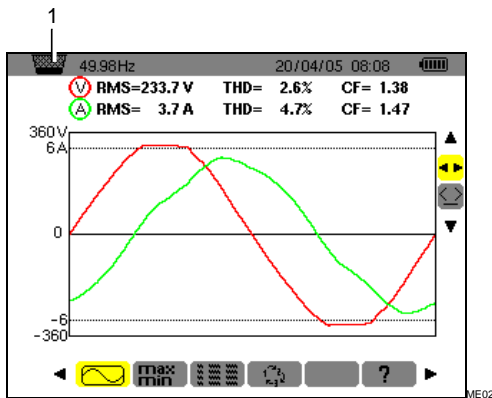 1
49.98Hz 20/04/05 08:08
V RMS=233.7 V THD= 2.6% CF= 1.38
A RMS= 3.7 A THD= 4.7% CF= 1.47
360 V
6 A
0
-6
-360
max
min
3~
?
ME02